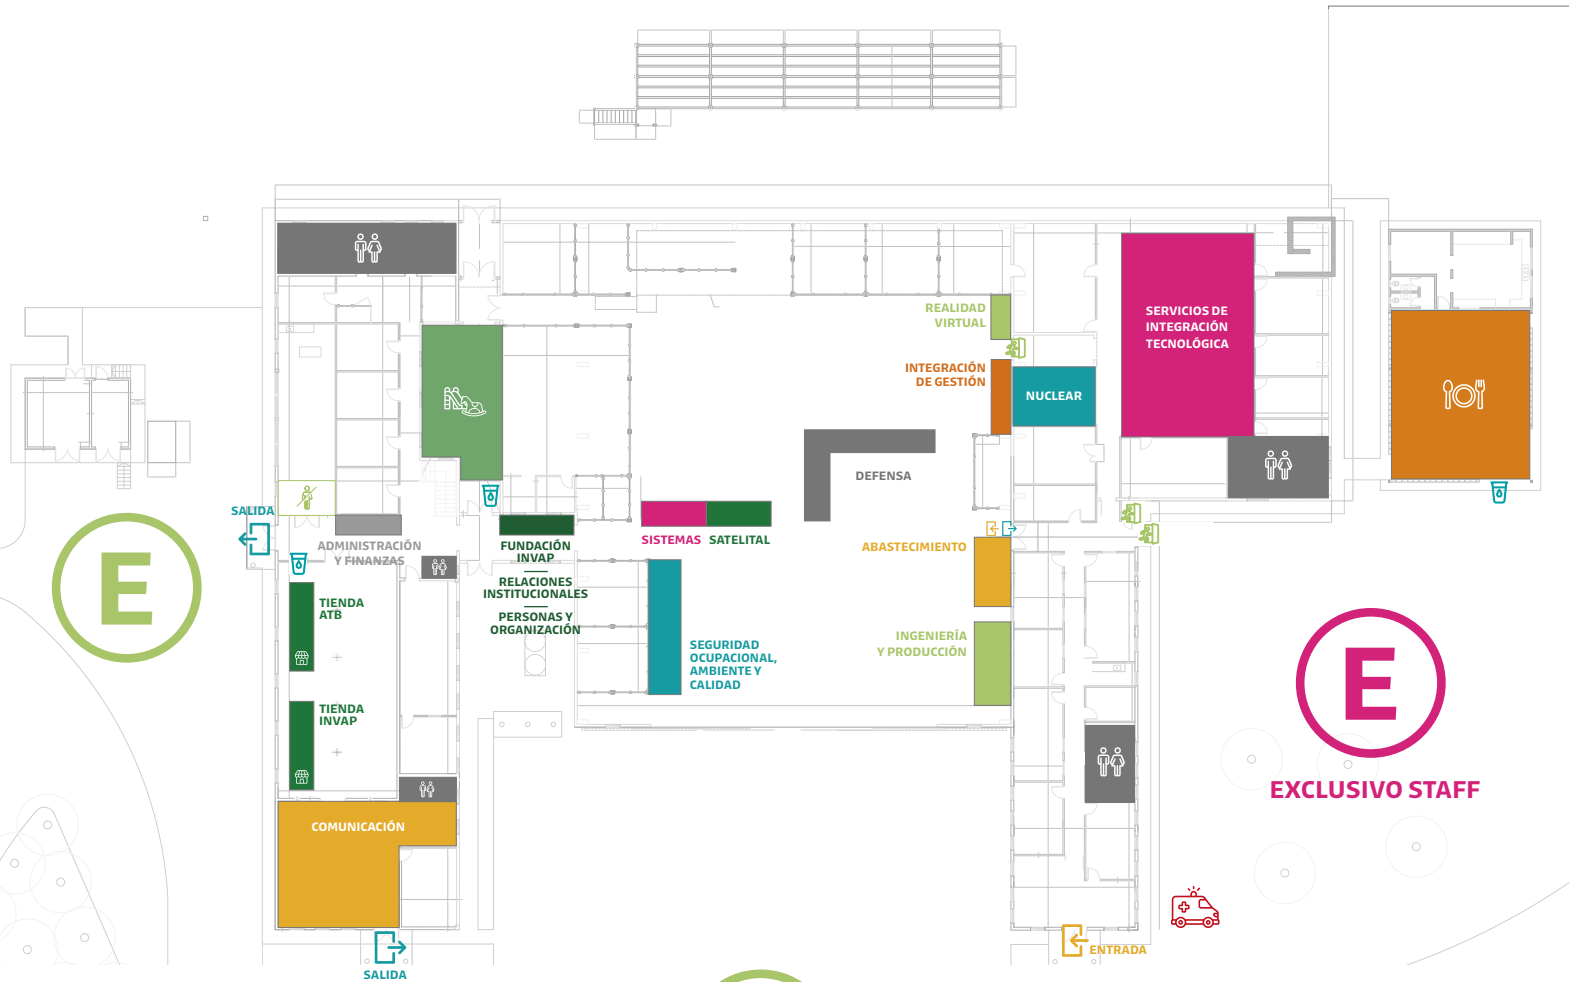 REALIDAD
VIRTUAL
SERVICIOS DE
INTEGRACIÓN
TECNOLÓGICA
INTEGRACIÓN
DE GESTIÓN
NUCLEAR
DEFENSA
SALIDA
ADMINISTRACIÓN
Y FINANZAS
FUNDACIÓN
INVAP
RELACIONES
INSTITUCIONALES
PERSONAS Y
ORGANIZACIÓN
SISTEMAS
SATELITAL
ABASTECIMIENTO
E
TIENDA
ATB
SEGURIDAD
OCUPACIONAL,
AMBIENTE Y
CALIDAD
INGENIERÍA
Y PRODUCCIÓN
E
EXCLUSIVO STAFF
TIENDA
INVAP
COMUNICACIÓN
ENTRADA
SALIDA